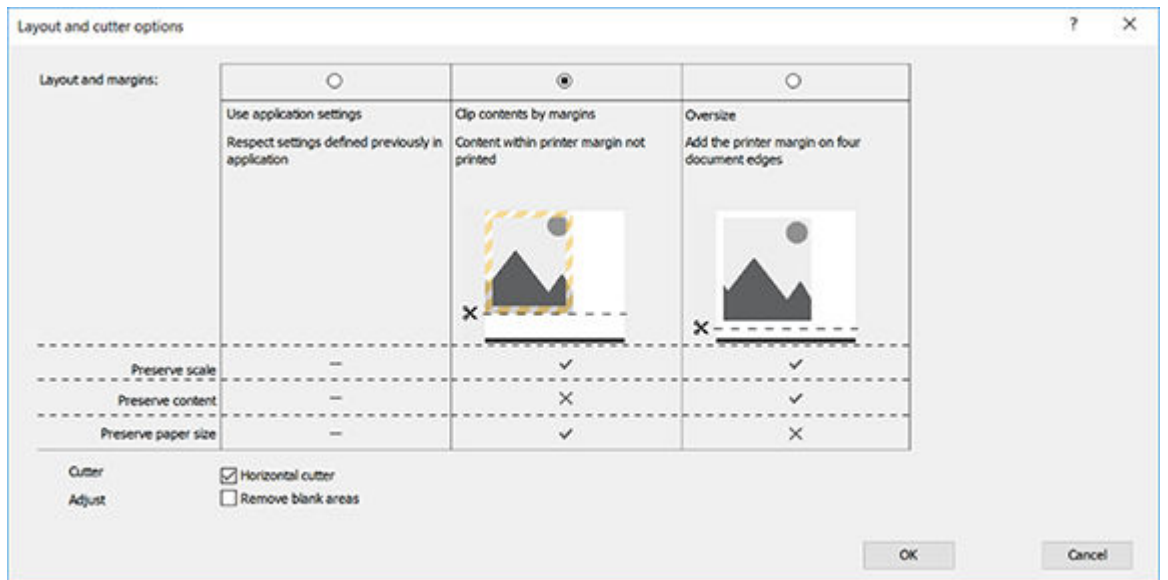 Layout and cutter options
Layout and margins:
Use application settings
Respect settings defined previously in
application
Clip contents by margins
Content within printer margin not
printed
Oversize
Add the printer margin on four
document edges
Preserve scale
Preserve content
Preserve paper size
Cutter
Horizontal cutter
Adjust
Remove blank areas
OK
Cancel